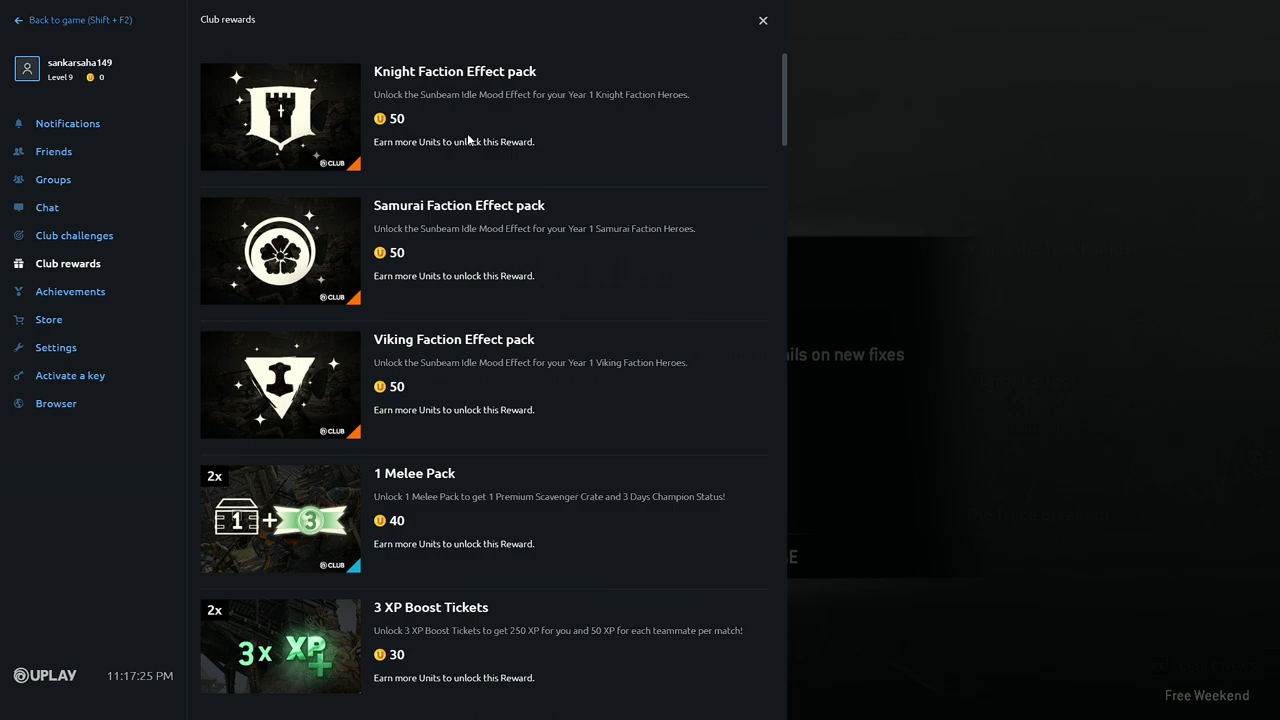 Back to game (Shift + F2)
Club rewards
sankarsaha149
Level 9
0
Notifications
Friends
Groups
Chat
Club challenges
Club rewards
Achievements
Store
Settings
Activate a key
Browser
UPLAY
11:17:25 PM
Knight Faction Effect pack
Unlock the Sunbeam Idle Mood Effect for your Year 1 Knight Faction Heroes.
50
Earn more Units to unlock this Reward.
CLUB
Samurai Faction Effect pack
Unlock the Sunbeam Idle Mood Effect for your Year 1 Samurai Faction Heroes.
50
Earn more Units to unlock this Reward.
CLUB
Viking Faction Effect pack
Unlock the Sunbeam Idle Mood Effect for your Year 1 Viking Faction Heroes.
50
Earn more Units to unlock this Reward.
CLUB
2x
1 + 3
CLUB
1 Melee Pack
Unlock 1 Melee Pack to get 1 Premium Scavenger Crate and 3 Days Champion Status!
40
Earn more Units to unlock this Reward.
2x
3x XP+
3 XP Boost Tickets
Unlock 3 XP Boost Tickets to get 250 XP for you and 50 XP for each teammate per match!
30
Earn more Units to unlock this Reward.
ils on new fixes
Free Weekend